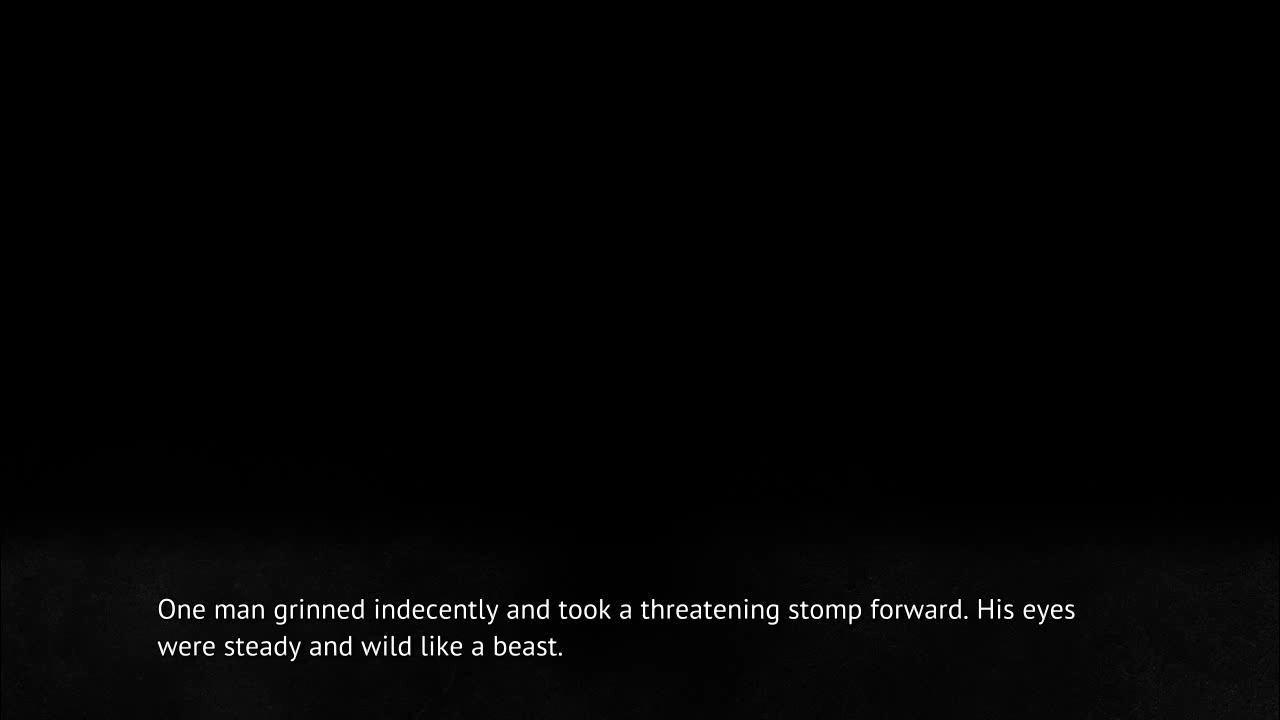 One man grinned indecently and took a threatening stomp forward. His eyes
were steady and wild like a beast.